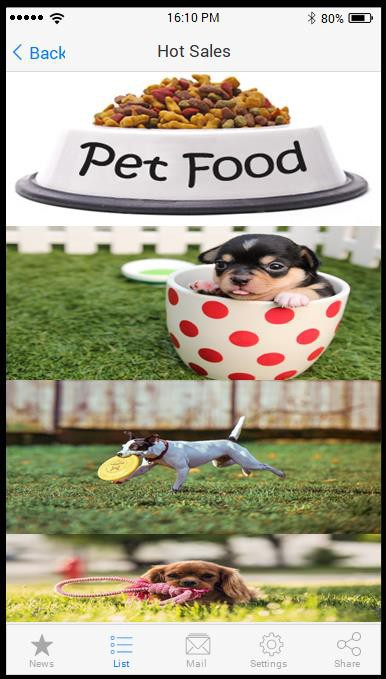 16:10 PM
80%
Back
Hot Sales
Pet Food
News
List
Mail
Settings
Share